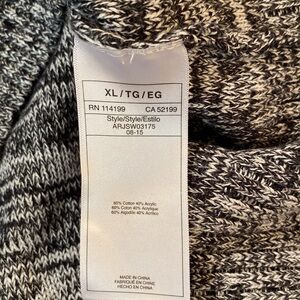 XL/TG/EG
RN 114199 CA 52199
Style/Style/Estilo
ARJSW03175
08-15
60% Cotton 40% Acrylic
60% Coton 40% Acrylique
60% Algodón 40% Acrílico
MADE IN CHINA
FABRIQUÉ EN CHINE
HECHO EN CHINA